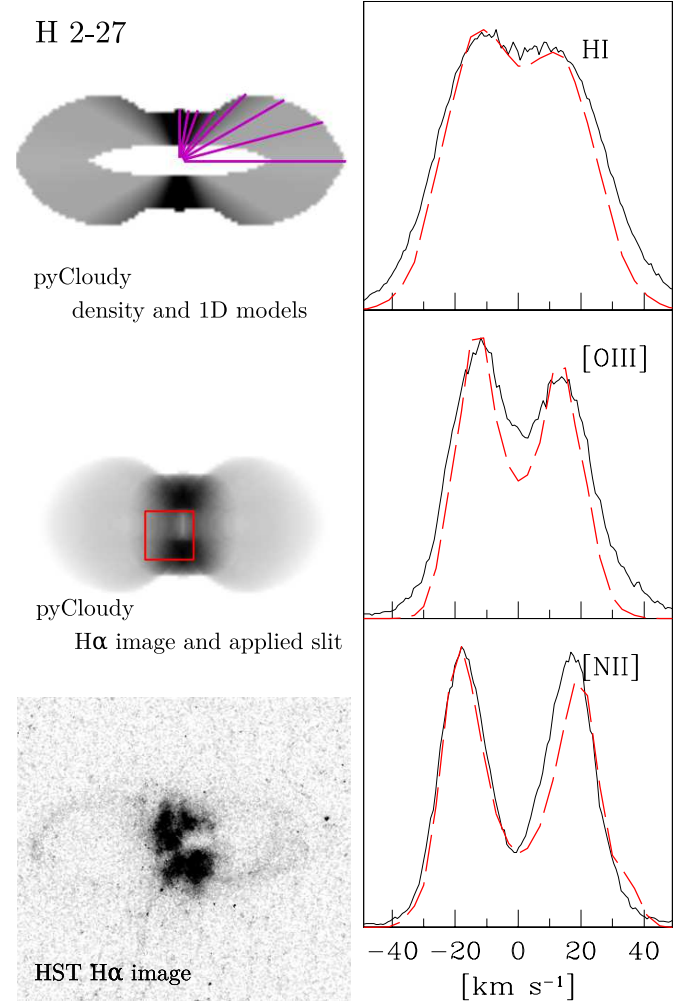 H 2-27
pyCloudy
density and 1D models
pyCloudy
Hα image and applied slit
HST Hα image
HI
[OIII]
[NII]
−40 −20 0 20 40
[km s⁻¹]